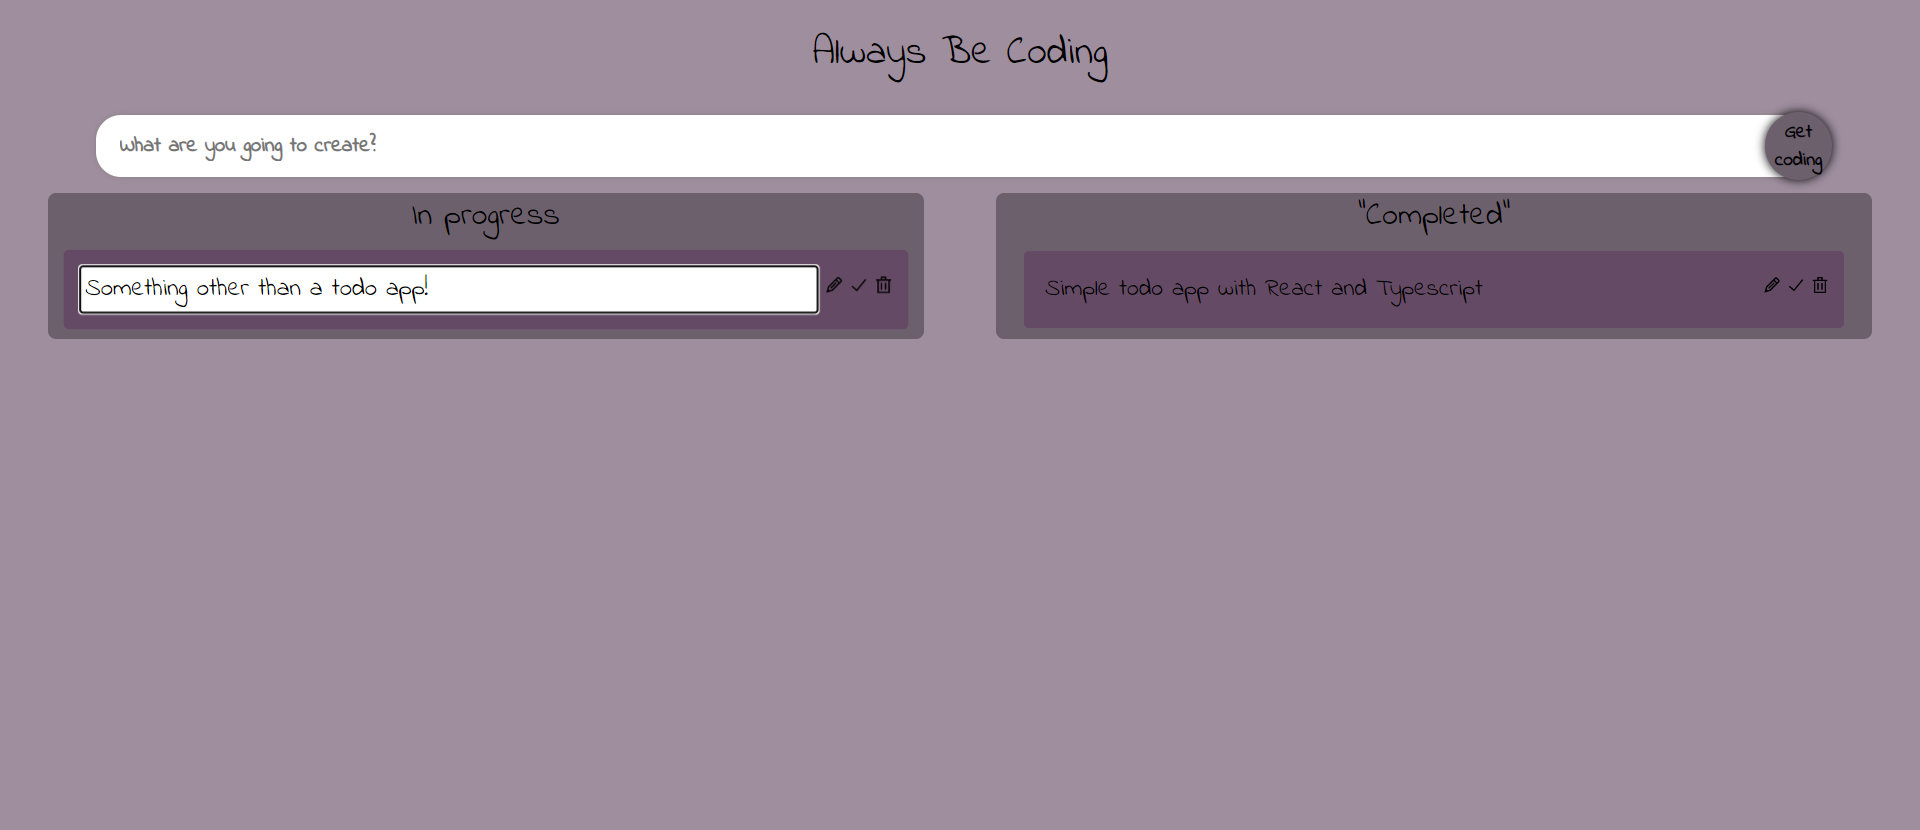 Always Be Coding
What are you going to create?
Get
coding
In progress
Something other than a todo app!
"Completed"
Simple todo app with React and Typescript